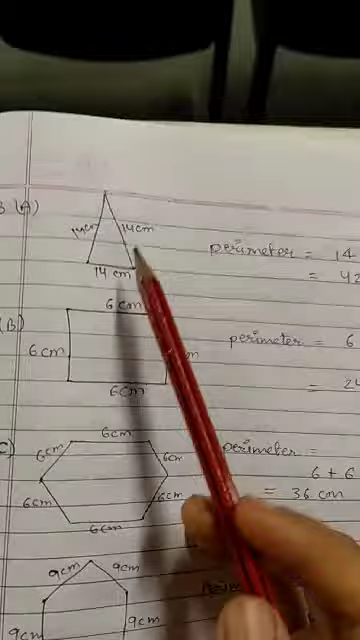 3 (A)
14cm 14cm perimeter = 14
14 cm = 42
(B) 6cm
6cm cm perimeter = 6
6cm = 24
C) 6cm perimeter =
6cm 6cm 6 + 6
6cm 6cm = 36 cm
6cm
9cm 9cm
9cm 9cm